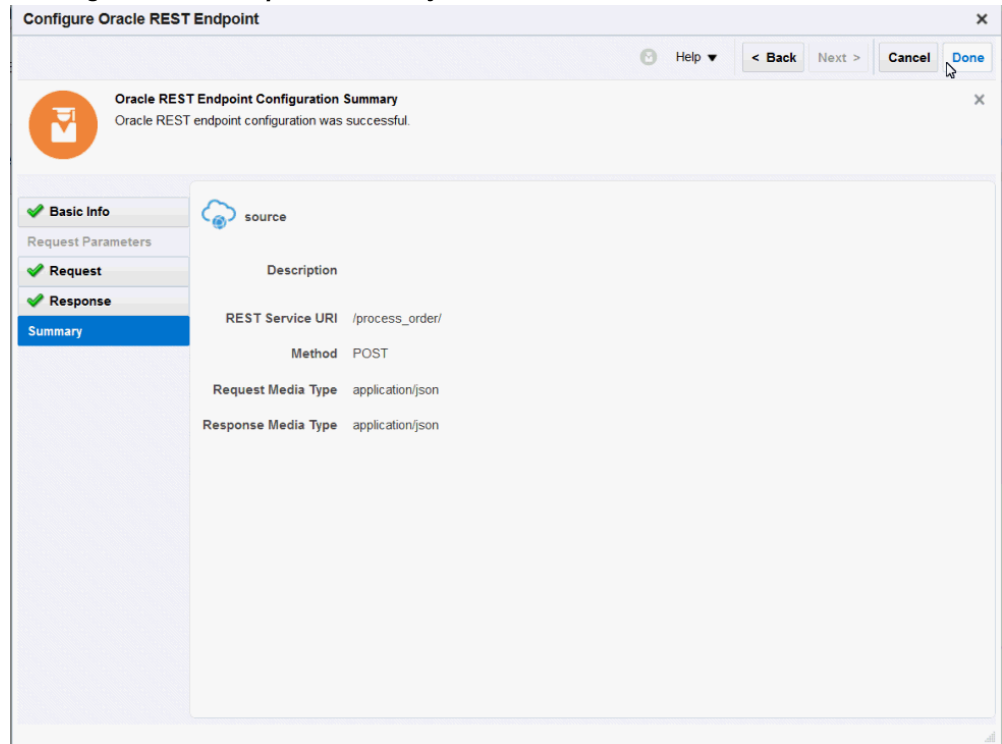 Configure Oracle REST Endpoint
Help
< Back
Next >
Cancel
Done
Oracle REST Endpoint Configuration Summary
Oracle REST endpoint configuration was successful.
Basic Info
Request Parameters
Request
Response
Summary
source
Description
REST Service URI /process_order/
Method POST
Request Media Type application/json
Response Media Type application/json